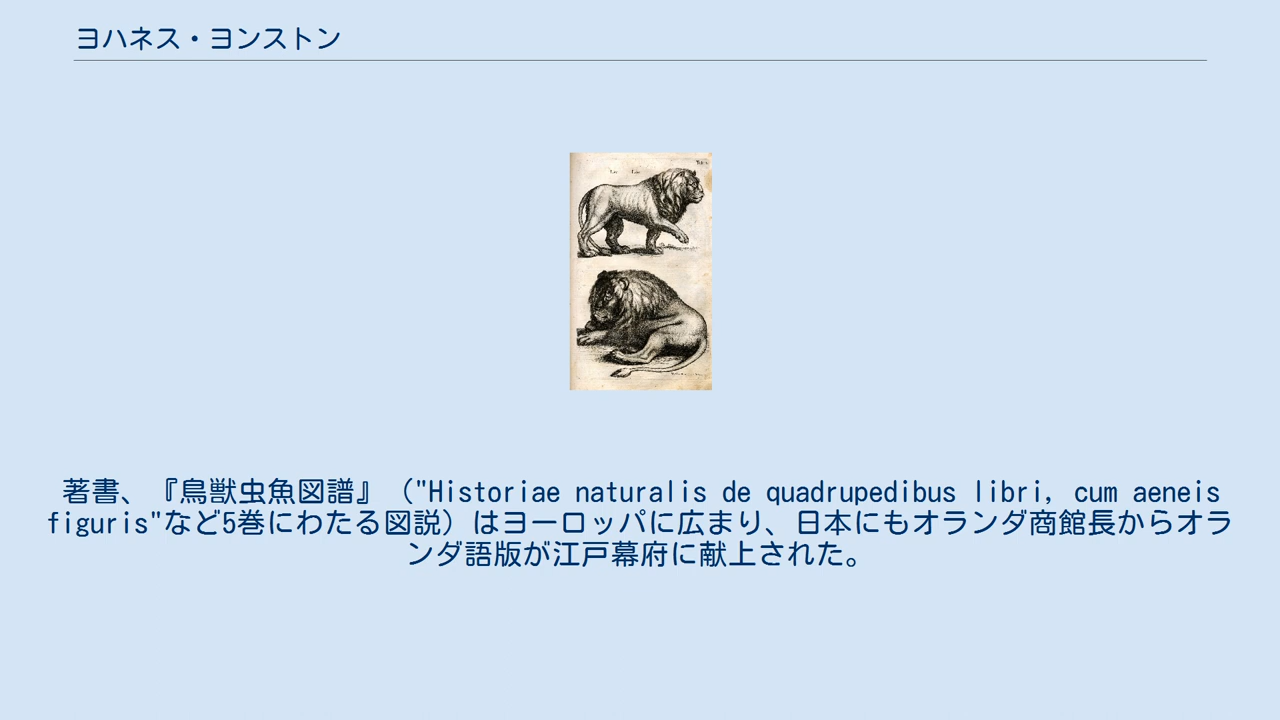 ヨハネス・ヨンストン
著書、『鳥獣虫魚図譜』（"Historiae naturalis de quadrupedibus libri, cum aeneis
figuris"など5巻にわたる図説）はヨーロッパに広まり、日本にもオランダ商館長からオラ
ンダ語版が江戸幕府に献上された。